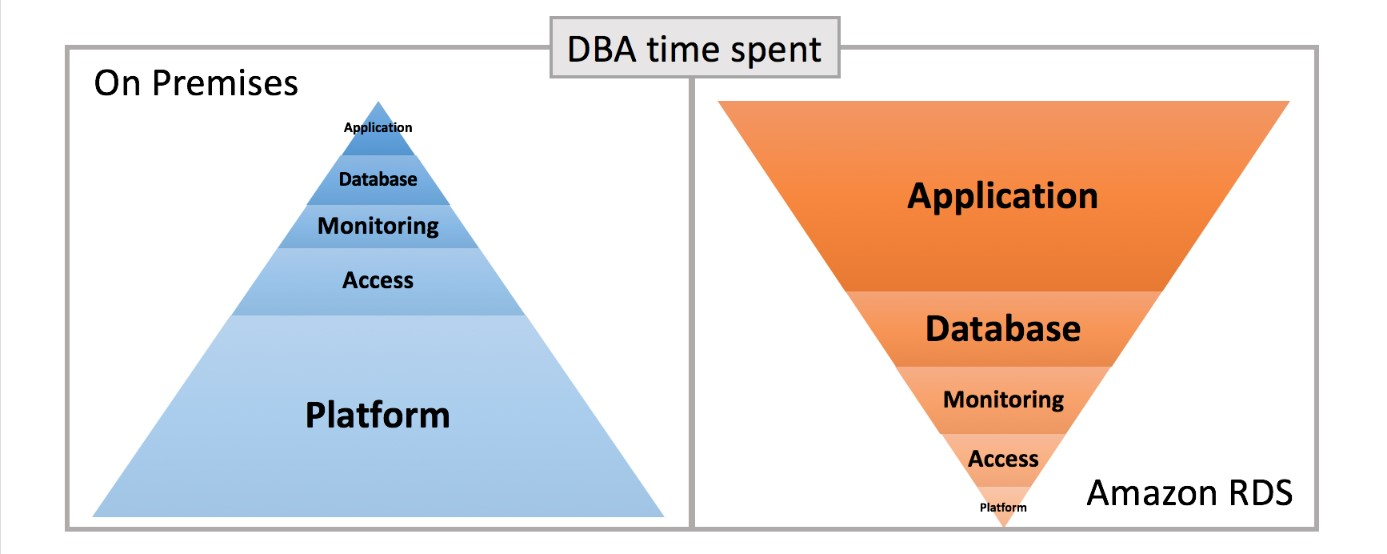 DBA time spent
On Premises
Application
Database
Monitoring
Access
Platform
Application
Database
Monitoring
Access
Platform
Amazon RDS